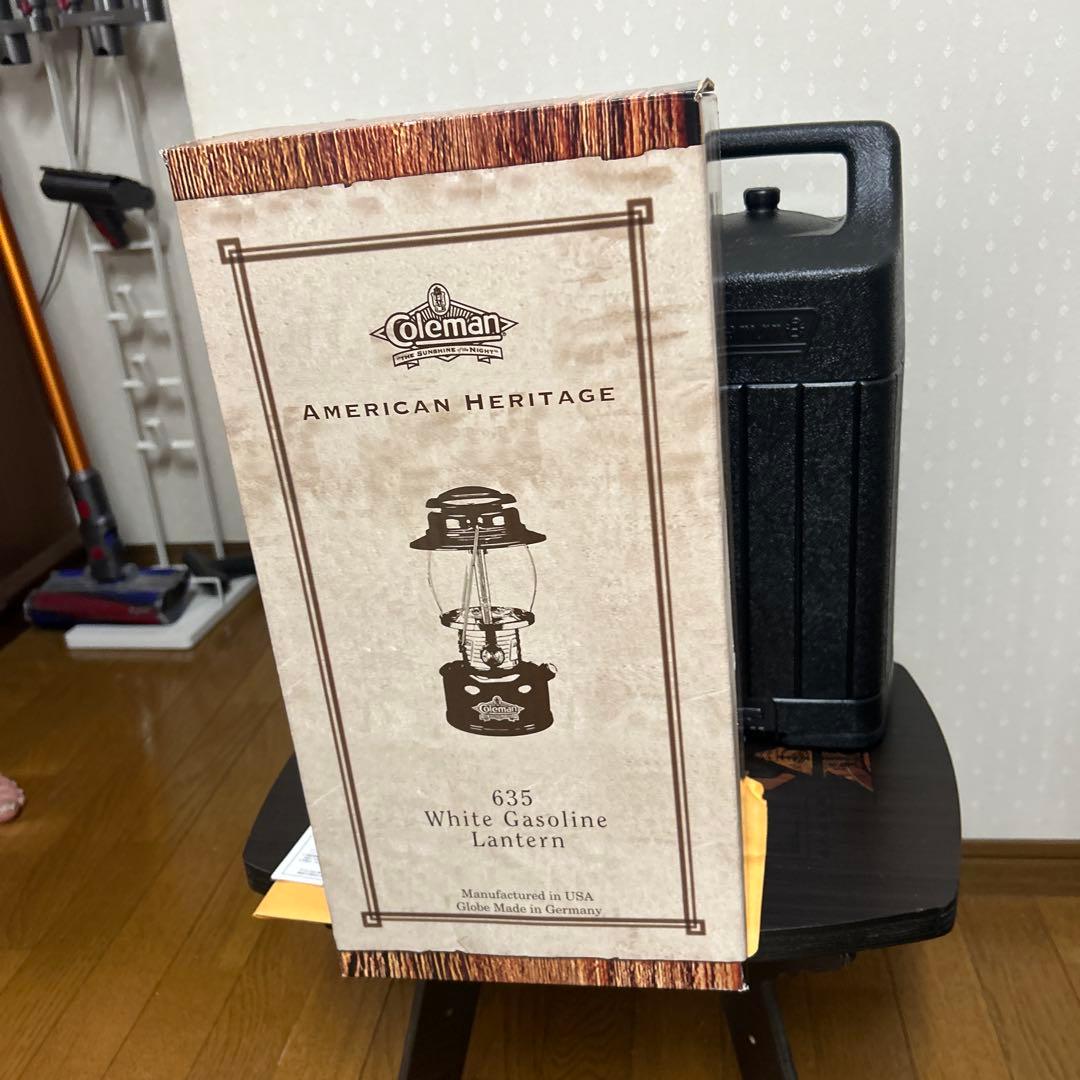 Coleman
"THE SUNSHINE of the NIGHT"
AMERICAN HERITAGE
Coleman
635
White Gasoline
Lantern
Manufactured in USA
Globe Made in Germany